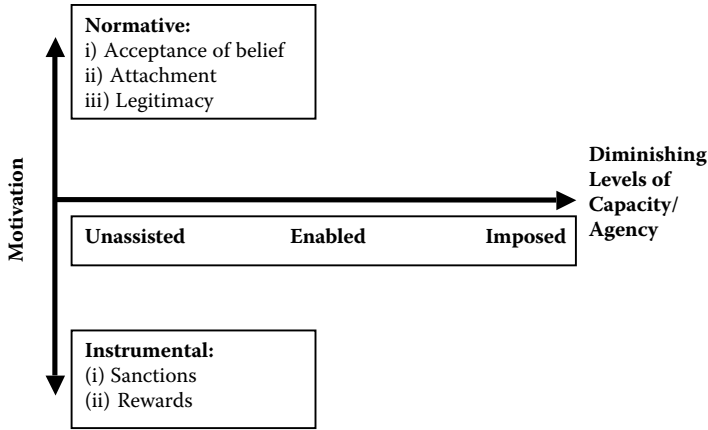 Normative:
i) Acceptance of belief
ii) Attachment
iii) Legitimacy
Motivation
Diminishing
Levels of
Capacity/
Agency
Unassisted Enabled Imposed
Instrumental:
(i) Sanctions
(ii) Rewards